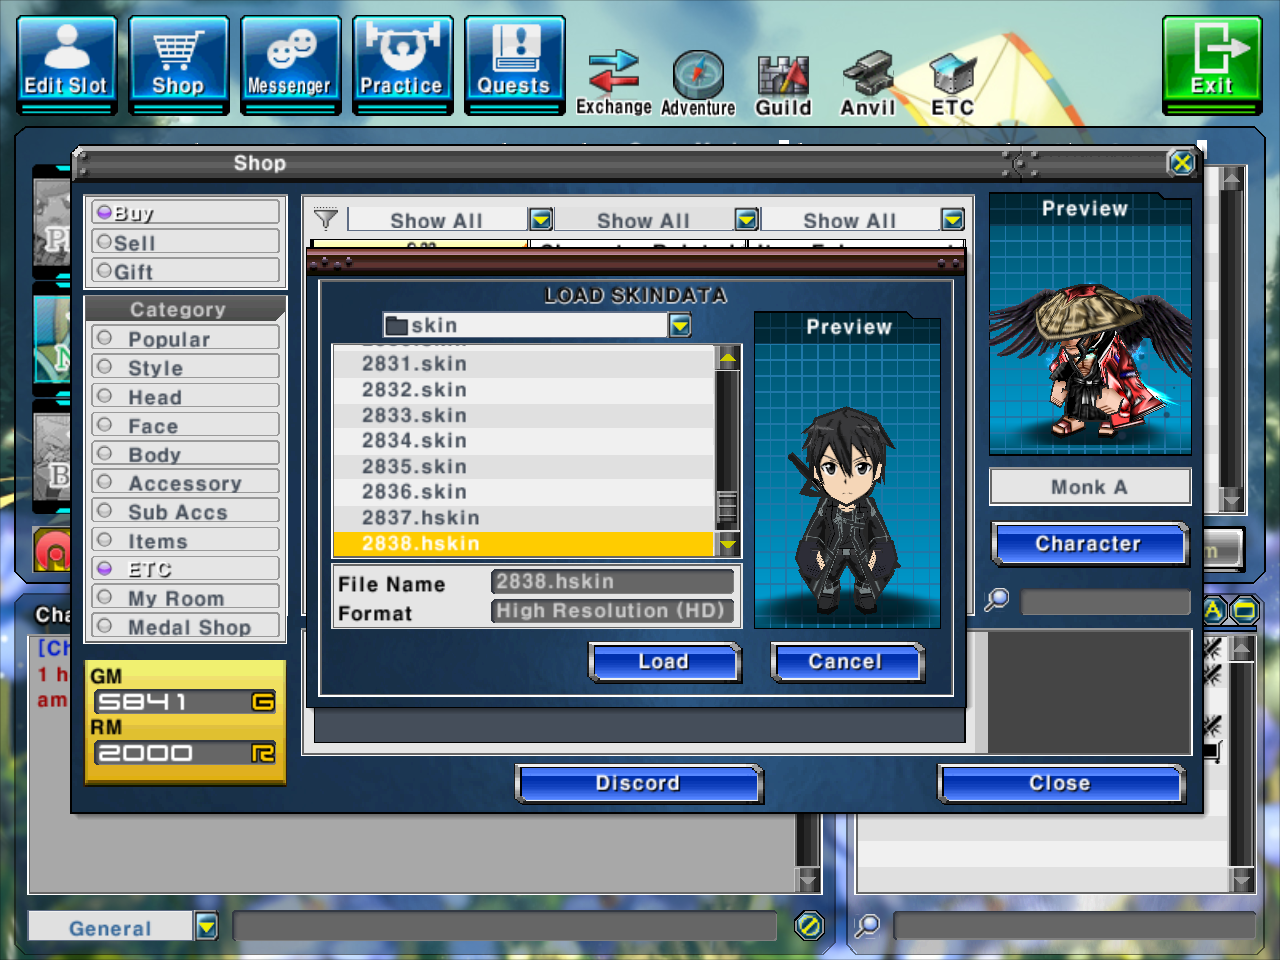 Edit Slot
Shop
Messenger
Practice
Quests
Exchange
Adventure
Guild
Anvil
ETC
Exit
Shop
Buy
Sell
Gift
Category
Popular
Style
Head
Face
Body
Accessory
Sub Accs
Items
ETC
My Room
Medal Shop
GM
5841 G
RM
2000 R
Show All
Show All
Show All
LOAD SKINDATA
skin
2831.skin
2832.skin
2833.skin
2834.skin
2835.skin
2836.skin
2837.hskin
2838.hskin
File Name 2838.hskin
Format High Resolution (HD)
Preview
Load
Cancel
Preview
Monk A
Character
Discord
Close
Cha
[Ch
1 h
am
General